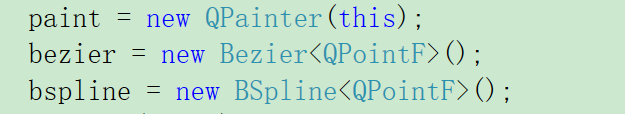 paint = new QPainter(this);
bezier = new Bezier<QPointF>();
bspline = new BSpline<QPointF>();